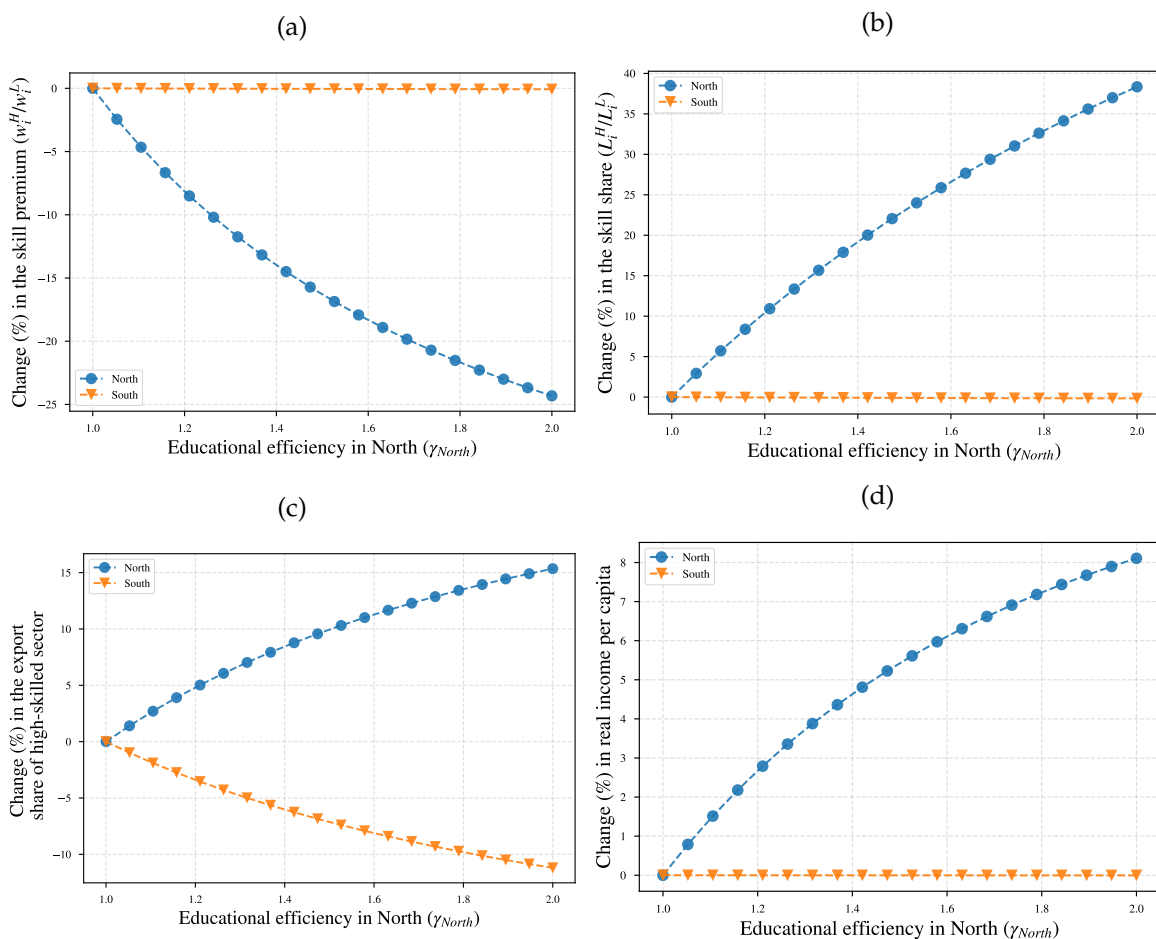 (a)
Change (%) in the skill premium (w_i^H/w_i^L)
0
−5
−10
−15
−20
−25
North
South
1.0 1.2 1.4 1.6 1.8 2.0
Educational efficiency in North (γ_North)
(b)
Change (%) in the skill share (L_i^H/L_i^L)
40
35
30
25
20
15
10
5
0
North
South
1.0 1.2 1.4 1.6 1.8 2.0
Educational efficiency in North (γ_North)
(c)
Change (%) in the export
share of high-skilled sector
15
10
5
0
−5
−10
North
South
1.0 1.2 1.4 1.6 1.8 2.0
Educational efficiency in North (γ_North)
(d)
Change (%) in real income per capita
8
7
6
5
4
3
2
1
0
North
South
1.0 1.2 1.4 1.6 1.8 2.0
Educational efficiency in North (γ_North)